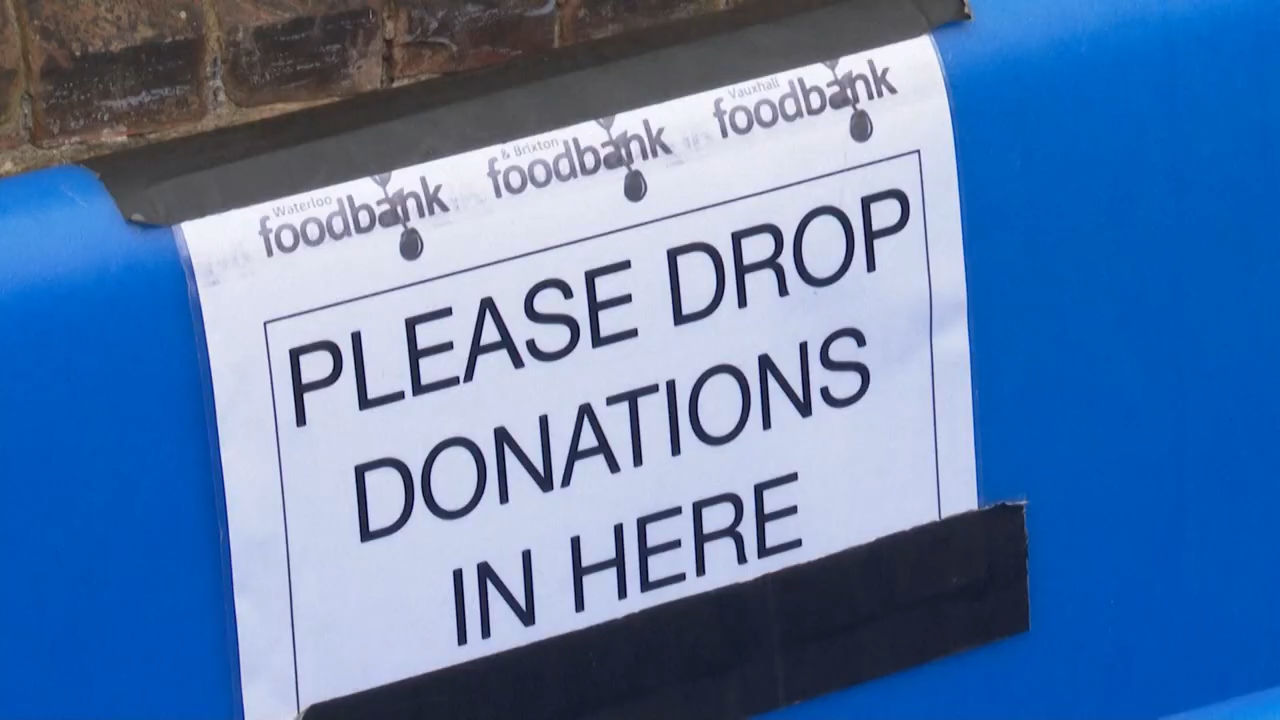 Waterloo
foodbank
& Brixton
foodbank
Vauxhall
foodbank
PLEASE DROP
DONATIONS
IN HERE